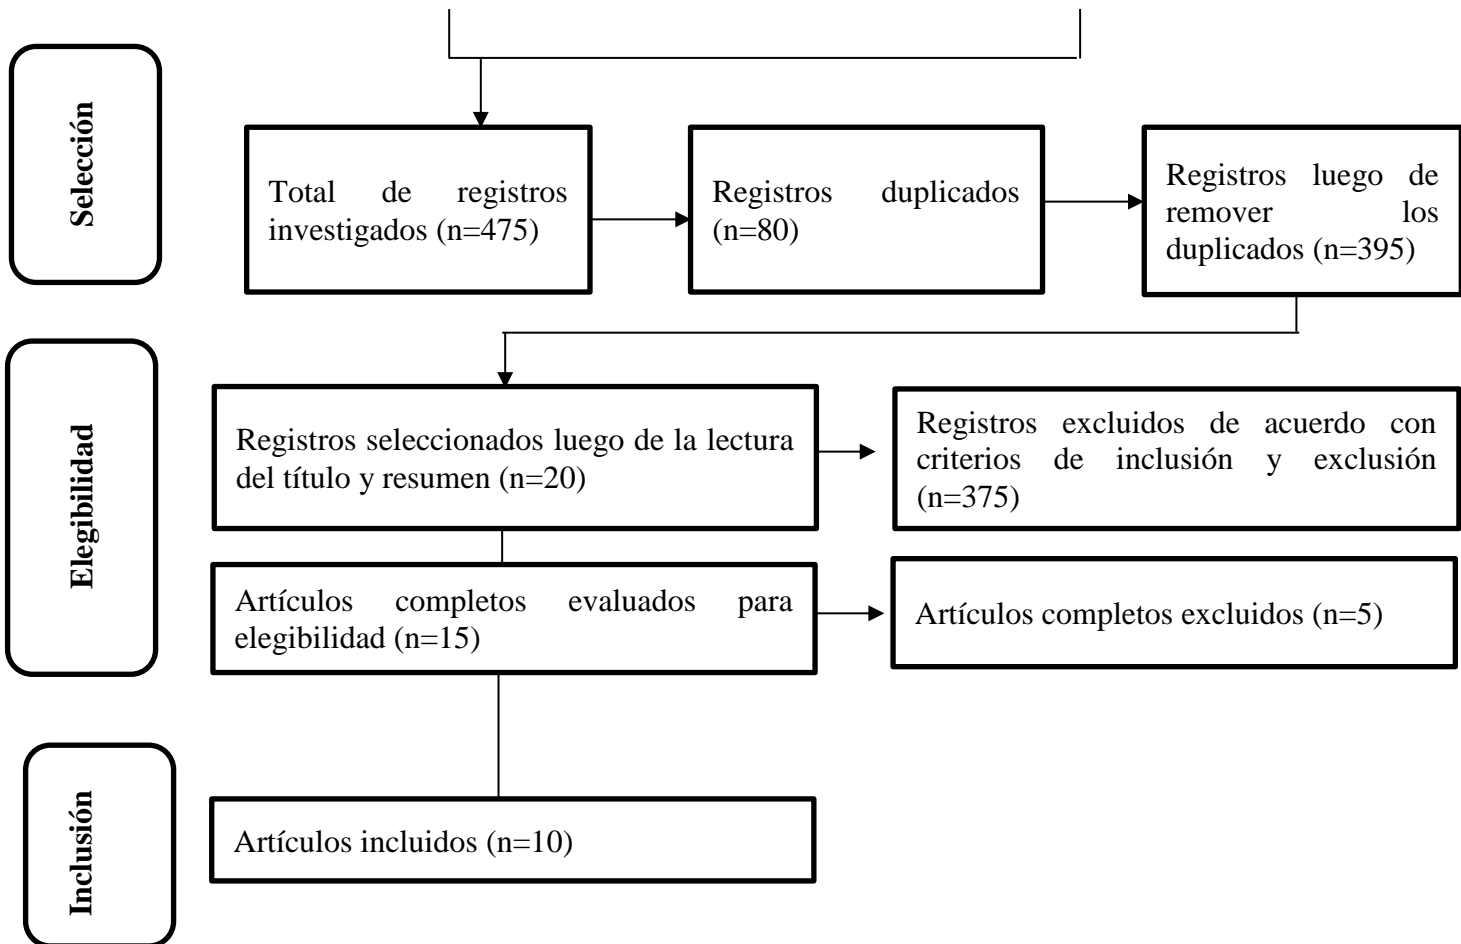 Selección
Total de registros
investigados (n=475)
Registros duplicados
(n=80)
Registros luego de
remover los
duplicados (n=395)
Elegibilidad
Registros seleccionados luego de la lectura
del título y resumen (n=20)
Registros excluidos de acuerdo con
criterios de inclusión y exclusión
(n=375)
Artículos completos evaluados para
elegibilidad (n=15)
Artículos completos excluidos (n=5)
Inclusión
Artículos incluidos (n=10)